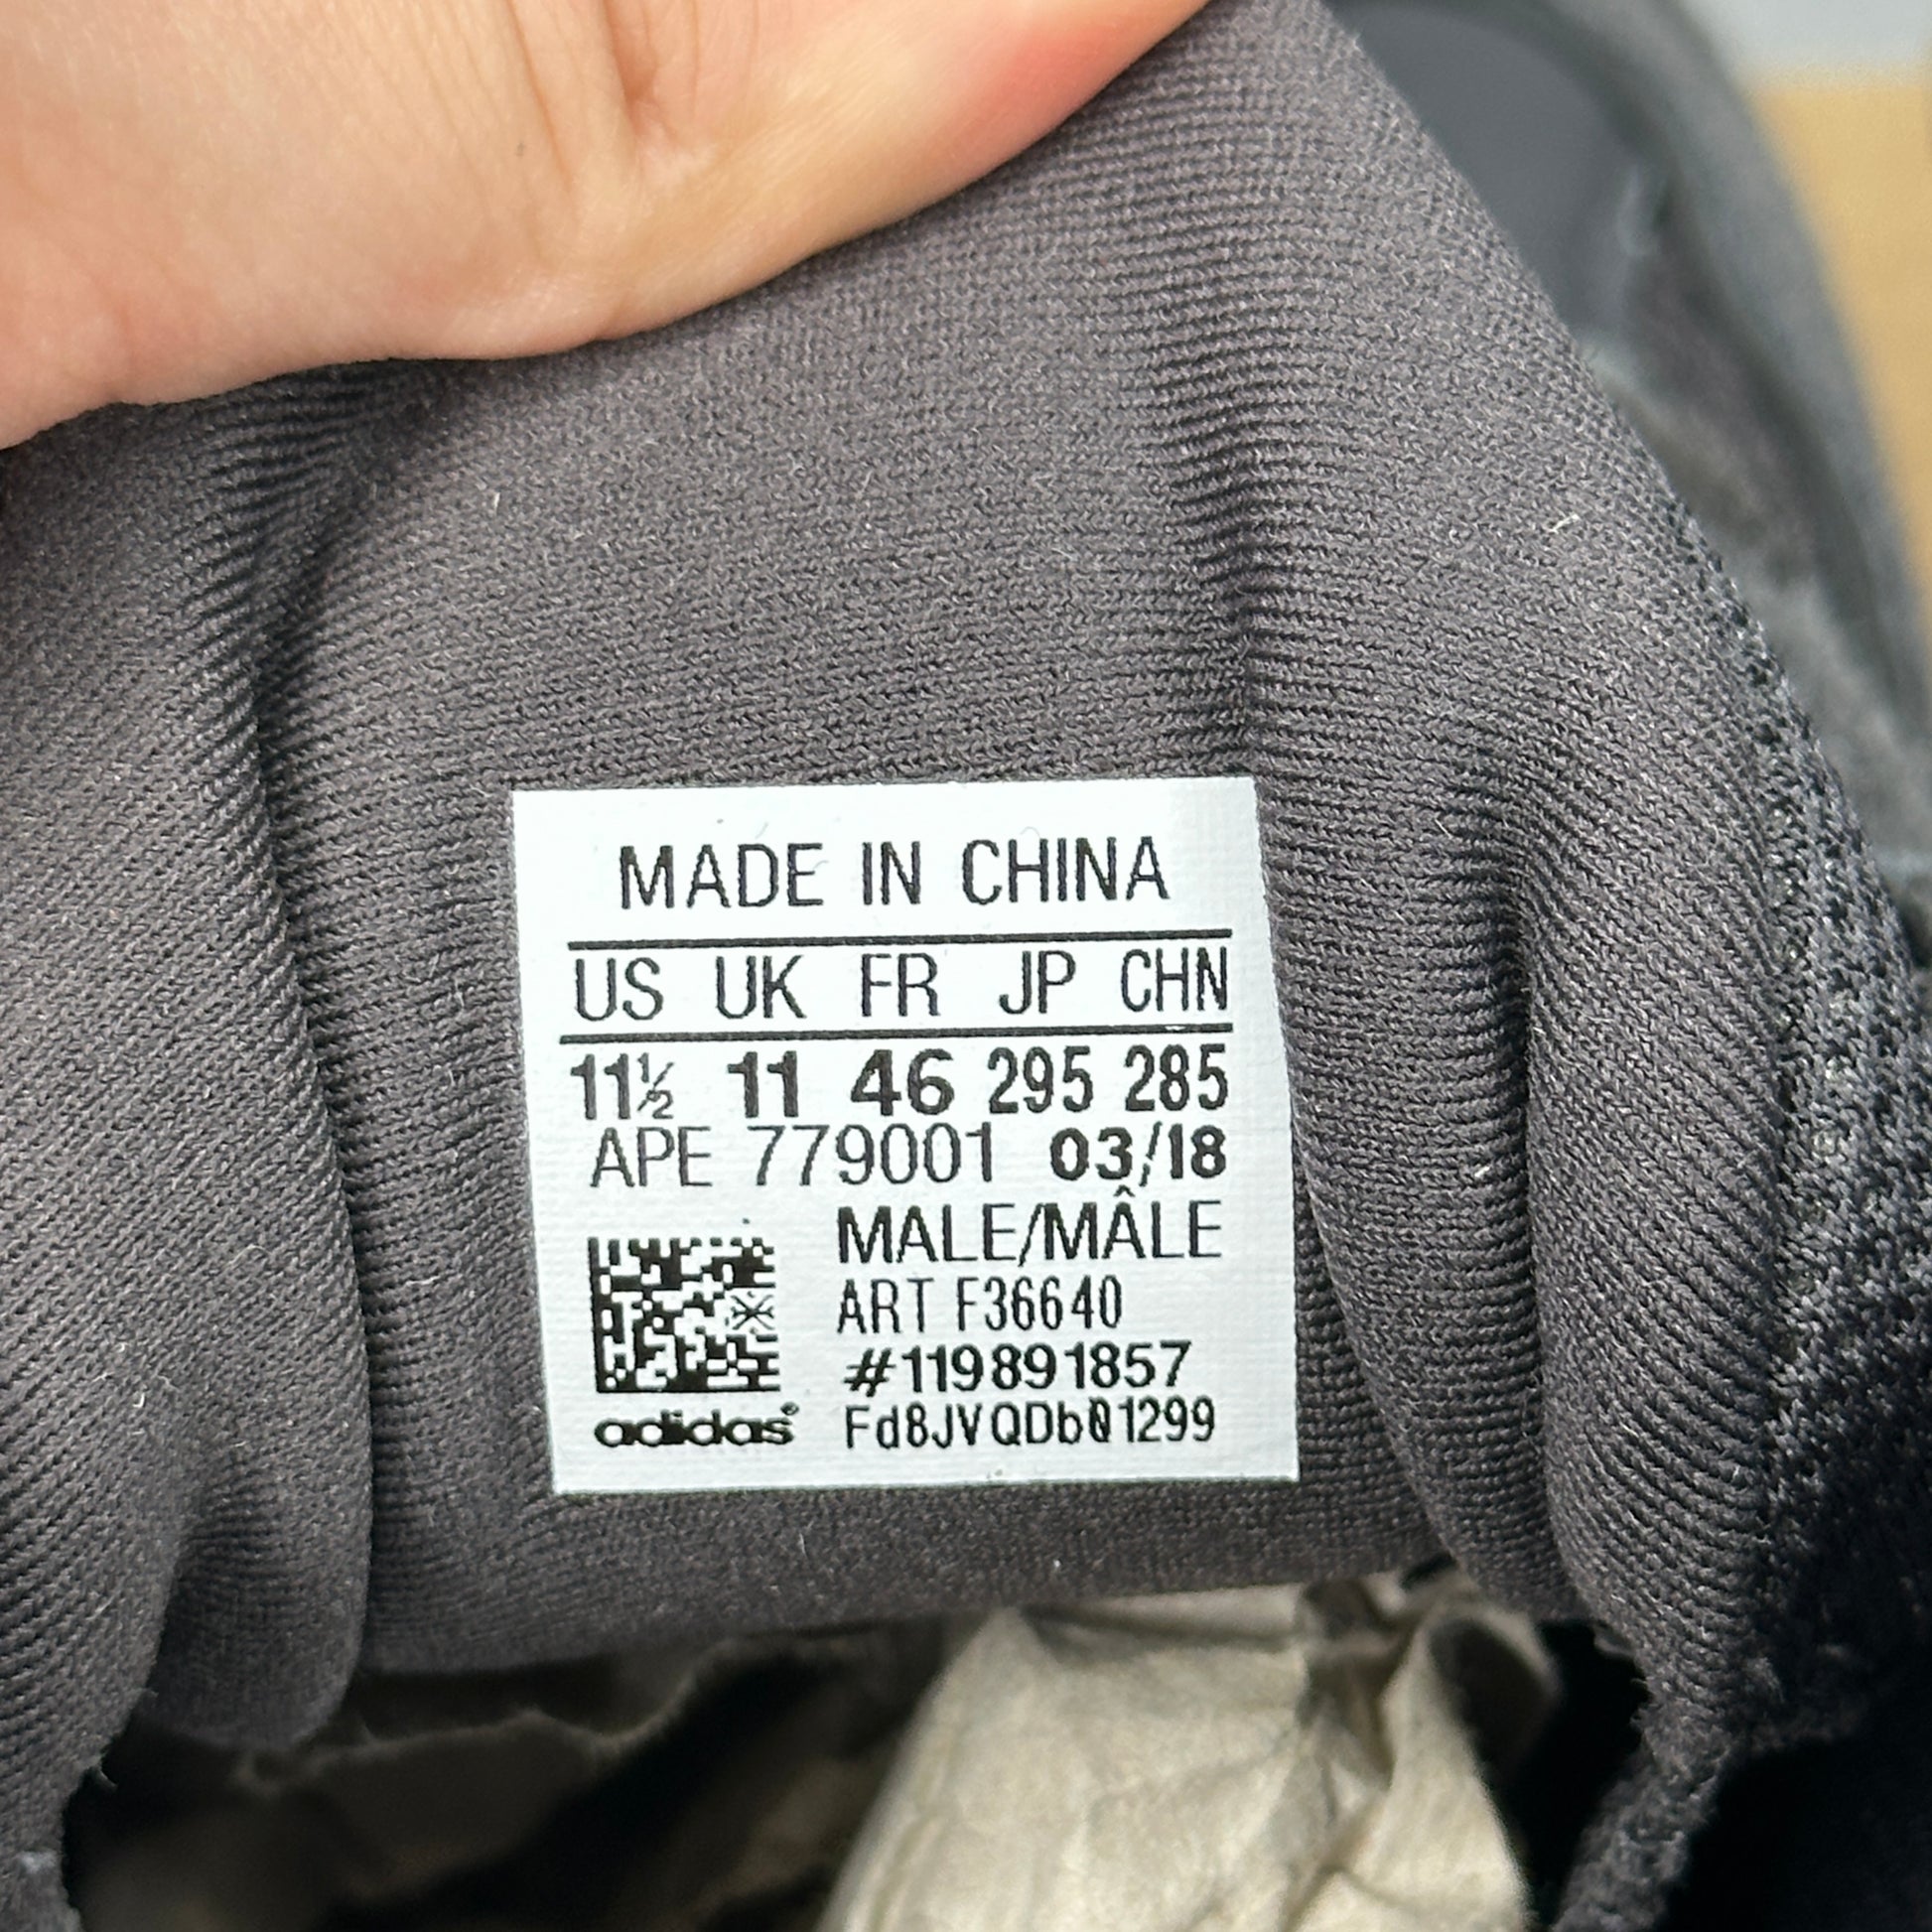 MADE IN CHINA
US UK FR JP CHN
11½ 11 46 295 285
APE 779001 03/18
MALE/MÂLE
ART F36640
#119891857
adidas® Fd8JVQDb01299